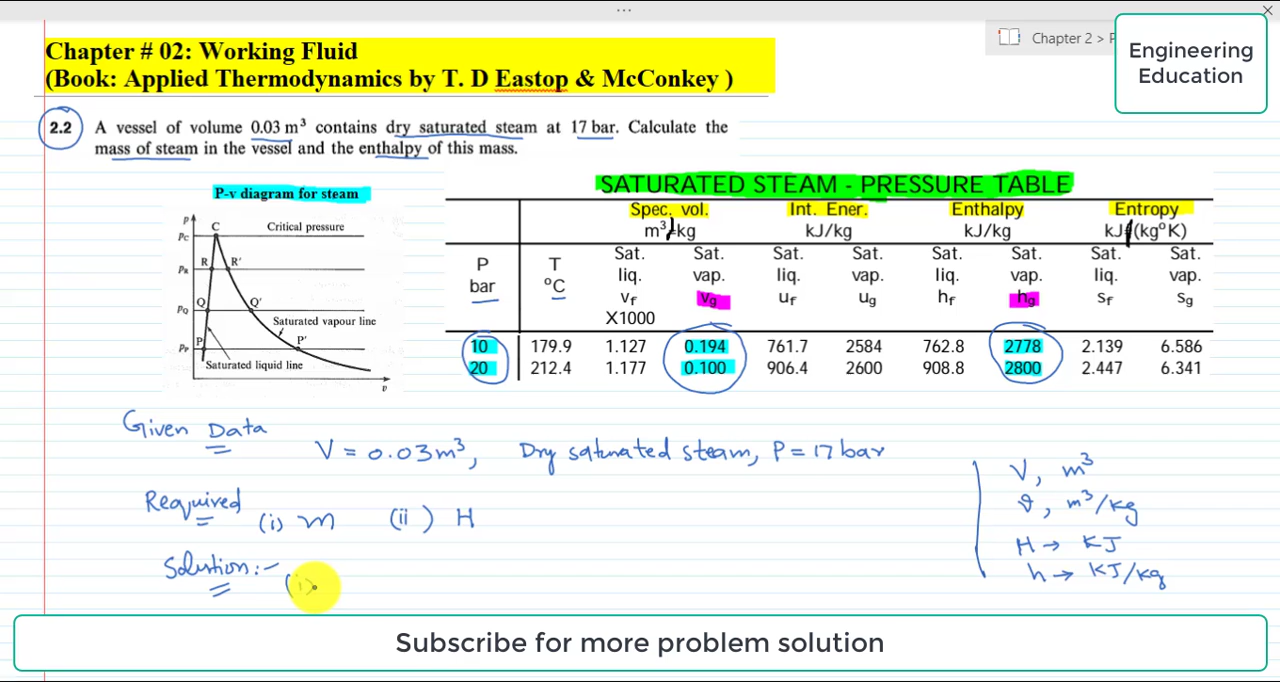 Chapter # 02: Working Fluid
(Book: Applied Thermodynamics by T. D Eastop & McConkey )
Chapter 2 > P
Engineering
Education
2.2 A vessel of volume 0.03 m³ contains dry saturated steam at 17 bar. Calculate the
mass of steam in the vessel and the enthalpy of this mass.
P-v diagram for steam
P
C Critical pressure
PC
R R'
PR
Q Q'
PQ
Saturated vapour line
P P'
PP
Saturated liquid line
v
SATURATED STEAM - PRESSURE TABLE
Spec. vol. Int. Ener. Enthalpy Entropy
m³/kg kJ/kg kJ/kg kJ/(kg°K)
Sat. Sat. Sat. Sat. Sat. Sat. Sat. Sat.
P T liq. vap. liq. vap. liq. vap. liq. vap.
bar °C vf vg uf ug hf hg sf sg
X1000
10 179.9 1.127 0.194 761.7 2584 762.8 2778 2.139 6.586
20 212.4 1.177 0.100 906.4 2600 908.8 2800 2.447 6.341
Given Data
V = 0.03m³, Dry saturated steam, P = 17 bar
Required
(i) m (ii) H
Solution:-
(i)
V, m³
v, m³/kg
H → KJ
h → KJ/kg
Subscribe for more problem solution